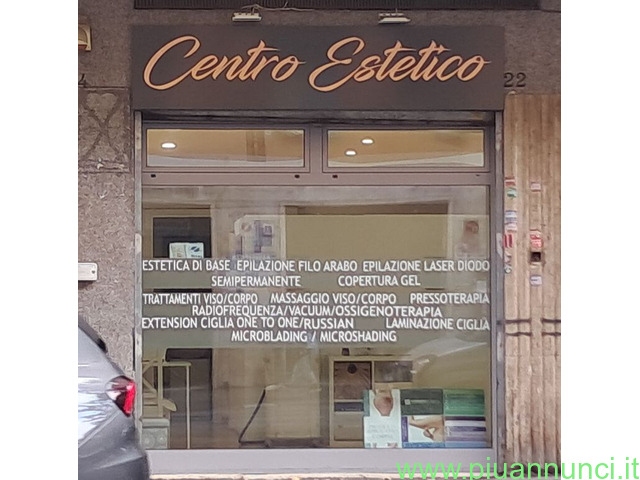 Centro Estetico
22
ESTETICA DI BASE EPILAZIONE FILO ARABO EPILAZIONE LASER DIODO
SEMIPERMANENTE COPERTURA GEL
TRATTAMENTI VISO/CORPO MASSAGGIO VISO/CORPO PRESSOTERAPIA
RADIOFREQUENZA/VACUUM/OSSIGENOTERAPIA
EXTENSION CIGLIA ONE TO ONE/RUSSIAN LAMINAZIONE CIGLIA
MICROBLADING / MICROSHADING
www.piuannunci.it